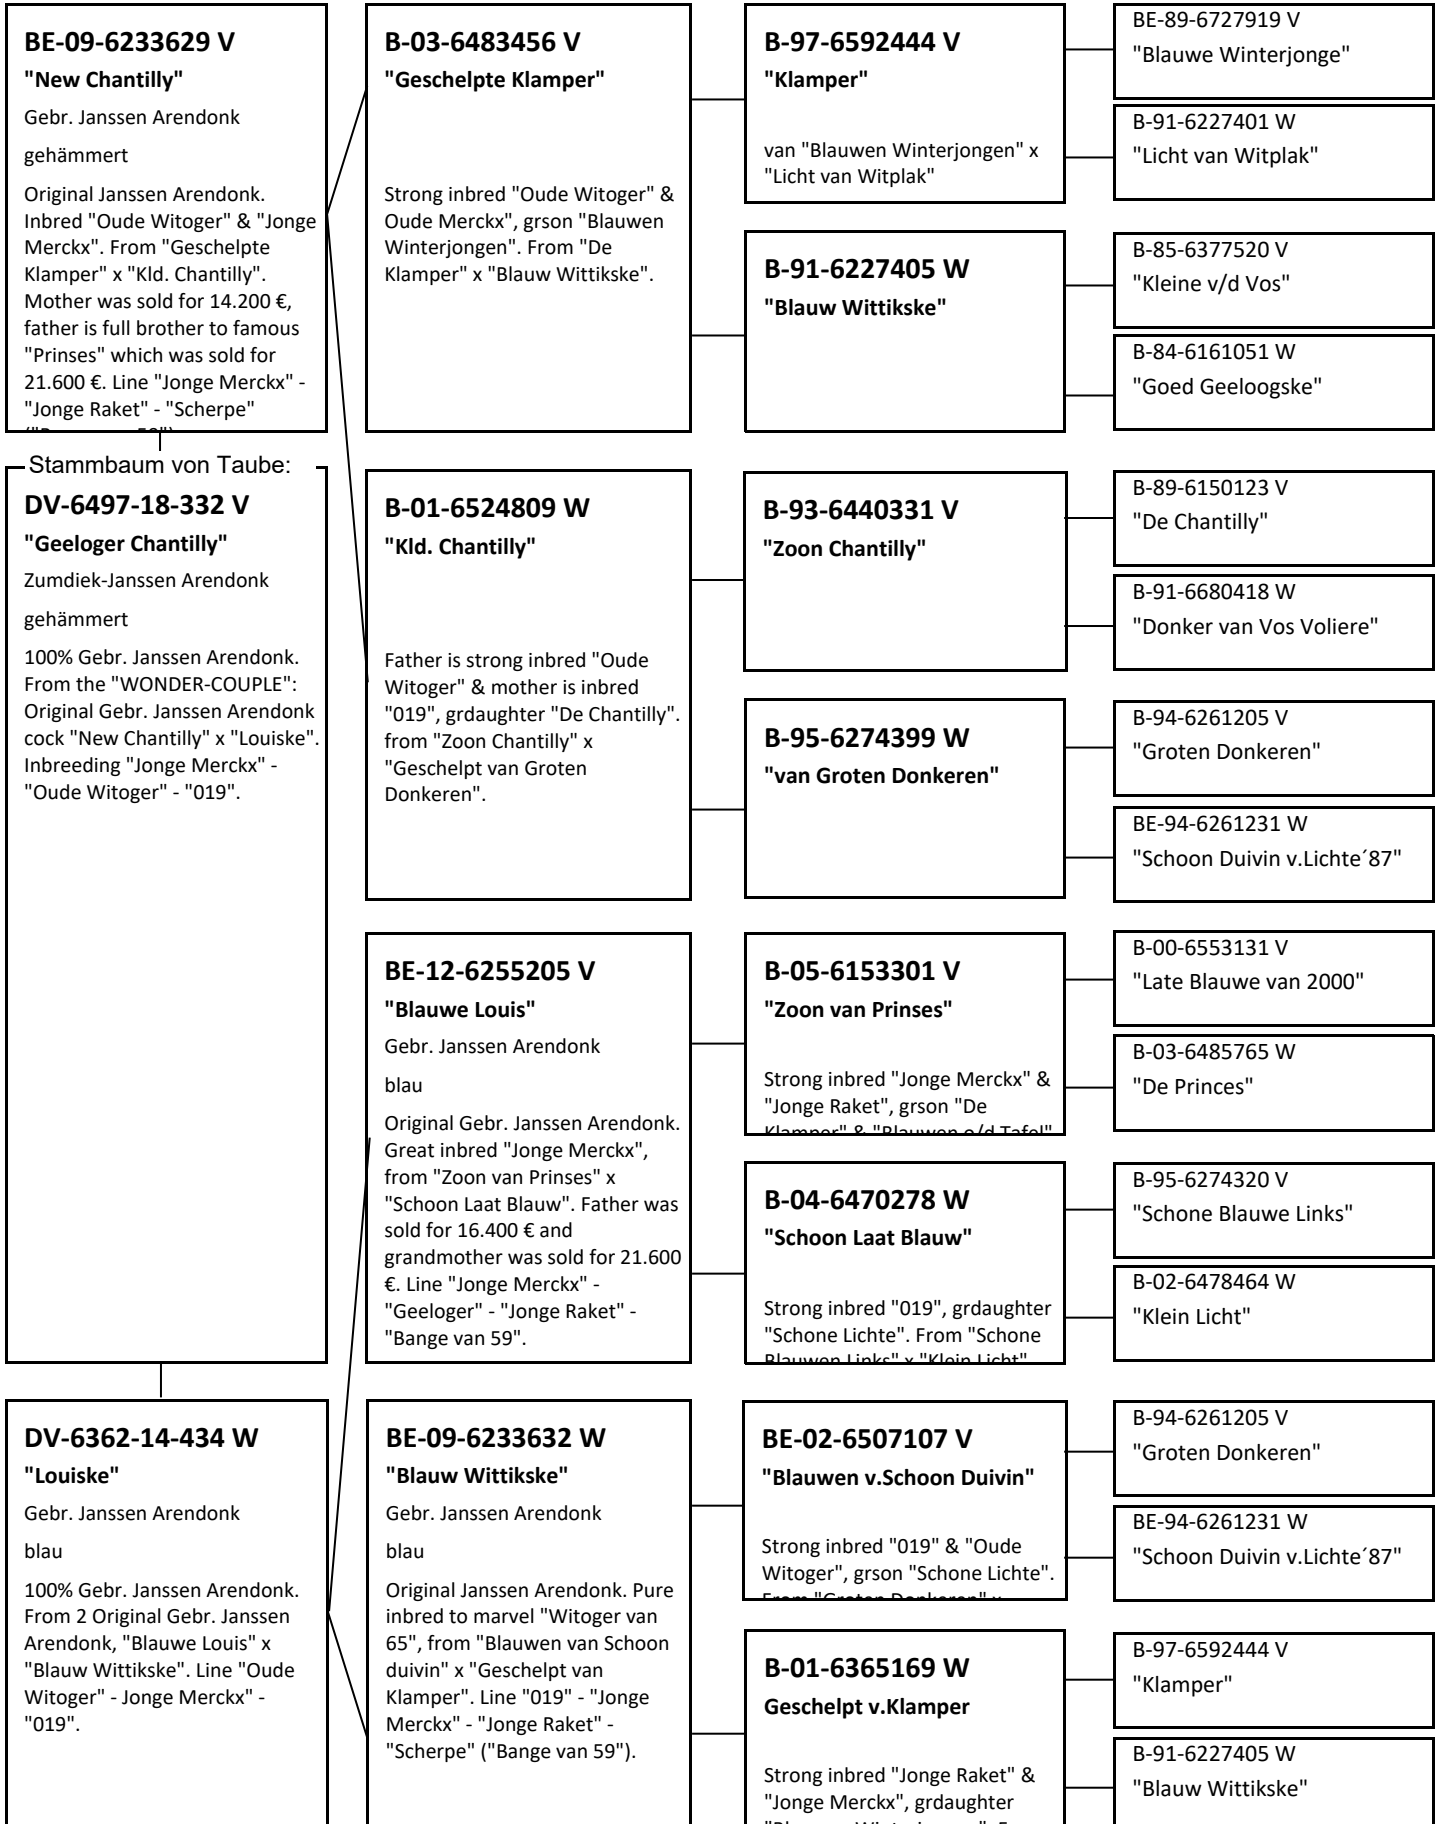 BE-09-6233629 V
"New Chantilly"
Gebr. Janssen Arendonk
gehämmert
Original Janssen Arendonk.
Inbred "Oude Witoger" & "Jonge
Merckx". From "Geschelpte
Klamper" x "Kld. Chantilly".
Mother was sold for 14.200 €,
father is full brother to famous
"Prinses" which was sold for
21.600 €. Line "Jonge Merckx" -
"Jonge Raket" - "Scherpe"
Stammbaum von Taube:
DV-6497-18-332 V
"Geeloger Chantilly"
Zumdiek-Janssen Arendonk
gehämmert
100% Gebr. Janssen Arendonk.
From the "WONDER-COUPLE":
Original Gebr. Janssen Arendonk
cock "New Chantilly" x "Louiske".
Inbreeding "Jonge Merckx" -
"Oude Witoger" - "019".
DV-6362-14-434 W
"Louiske"
Gebr. Janssen Arendonk
blau
100% Gebr. Janssen Arendonk.
From 2 Original Gebr. Janssen
Arendonk, "Blauwe Louis" x
"Blauw Wittikske". Line "Oude
Witoger" - Jonge Merckx" -
"019".
B-03-6483456 V
"Geschelpte Klamper"
Strong inbred "Oude Witoger" &
Oude Merckx", grson "Blauwen
Winterjongen". From "De
Klamper" x "Blauw Wittikske".
B-01-6524809 W
"Kld. Chantilly"
Father is strong inbred "Oude
Witoger" & mother is inbred
"019", grdaughter "De Chantilly".
from "Zoon Chantilly" x
"Geschelpt van Groten
Donkeren".
BE-12-6255205 V
"Blauwe Louis"
Gebr. Janssen Arendonk
blau
Original Gebr. Janssen Arendonk.
Great inbred "Jonge Merckx",
from "Zoon van Prinses" x
"Schoon Laat Blauw". Father was
sold for 16.400 € and
grandmother was sold for 21.600
€. Line "Jonge Merckx" -
"Geeloger" - "Jonge Raket" -
"Bange van 59".
BE-09-6233632 W
"Blauw Wittikske"
Gebr. Janssen Arendonk
blau
Original Janssen Arendonk. Pure
inbred to marvel "Witoger van
65", from "Blauwen van Schoon
duivin" x "Geschelpt van
Klamper". Line "019" - "Jonge
Merckx" - "Jonge Raket" -
"Scherpe" ("Bange van 59").
B-97-6592444 V
"Klamper"
van "Blauwen Winterjongen" x
"Licht van Witplak"
B-91-6227405 W
"Blauw Wittikske"
B-93-6440331 V
"Zoon Chantilly"
B-95-6274399 W
"van Groten Donkeren"
B-05-6153301 V
"Zoon van Prinses"
Strong inbred "Jonge Merckx" &
"Jonge Raket", grson "De
Klamper" & "Blauwen o/d Tafel"
B-04-6470278 W
"Schoon Laat Blauw"
Strong inbred "019", grdaughter
"Schone Lichte". From "Schone
Blauwen Links" x "Klein Licht"
BE-02-6507107 V
"Blauwen v.Schoon Duivin"
Strong inbred "019" & "Oude
Witoger", grson "Schone Lichte".
From "Groten Donkeren" x
B-01-6365169 W
Geschelpt v.Klamper
Strong inbred "Jonge Raket" &
"Jonge Merckx", grdaughter
BE-89-6727919 V
"Blauwe Winterjonge"
B-91-6227401 W
"Licht van Witplak"
B-85-6377520 V
"Kleine v/d Vos"
B-84-6161051 W
"Goed Geeloogske"
B-89-6150123 V
"De Chantilly"
B-91-6680418 W
"Donker van Vos Voliere"
B-94-6261205 V
"Groten Donkeren"
BE-94-6261231 W
"Schoon Duivin v.Lichte´87"
B-00-6553131 V
"Late Blauwe van 2000"
B-03-6485765 W
"De Princes"
B-95-6274320 V
"Schone Blauwe Links"
B-02-6478464 W
"Klein Licht"
B-94-6261205 V
"Groten Donkeren"
BE-94-6261231 W
"Schoon Duivin v.Lichte´87"
B-97-6592444 V
"Klamper"
B-91-6227405 W
"Blauw Wittikske"